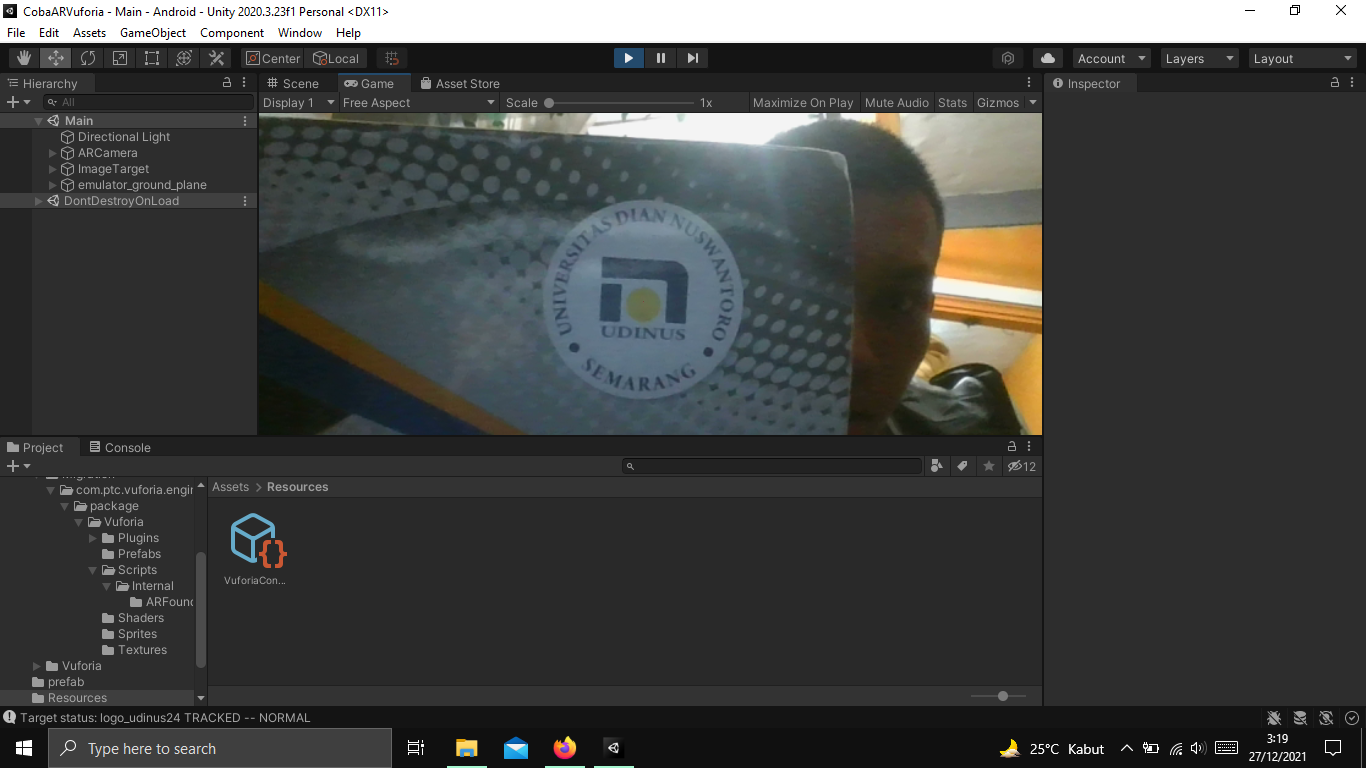 CobaARVuforia - Main - Android - Unity 2020.3.23f1 Personal <DX11>
File Edit Assets GameObject Component Window Help
Center Local Account Layers Layout
Hierarchy
All
Main
Directional Light
ARCamera
ImageTarget
emulator_ground_plane
DontDestroyOnLoad
Scene Game Asset Store
Display 1 Free Aspect Scale 1x Maximize On Play Mute Audio Stats Gizmos
UNIVERSITAS DIAN NUSWANTORO
UDINUS
SEMARANG
Inspector
Project Console
12
com.ptc.vuforia.engir
package
Vuforia
Plugins
Prefabs
Scripts
Internal
ARFound
Shaders
Sprites
Textures
Vuforia
prefab
Resources
Assets > Resources
VuforiaCon...
Target status: logo_udinus24 TRACKED -- NORMAL
Type here to search
25°C Kabut
3:19
27/12/2021